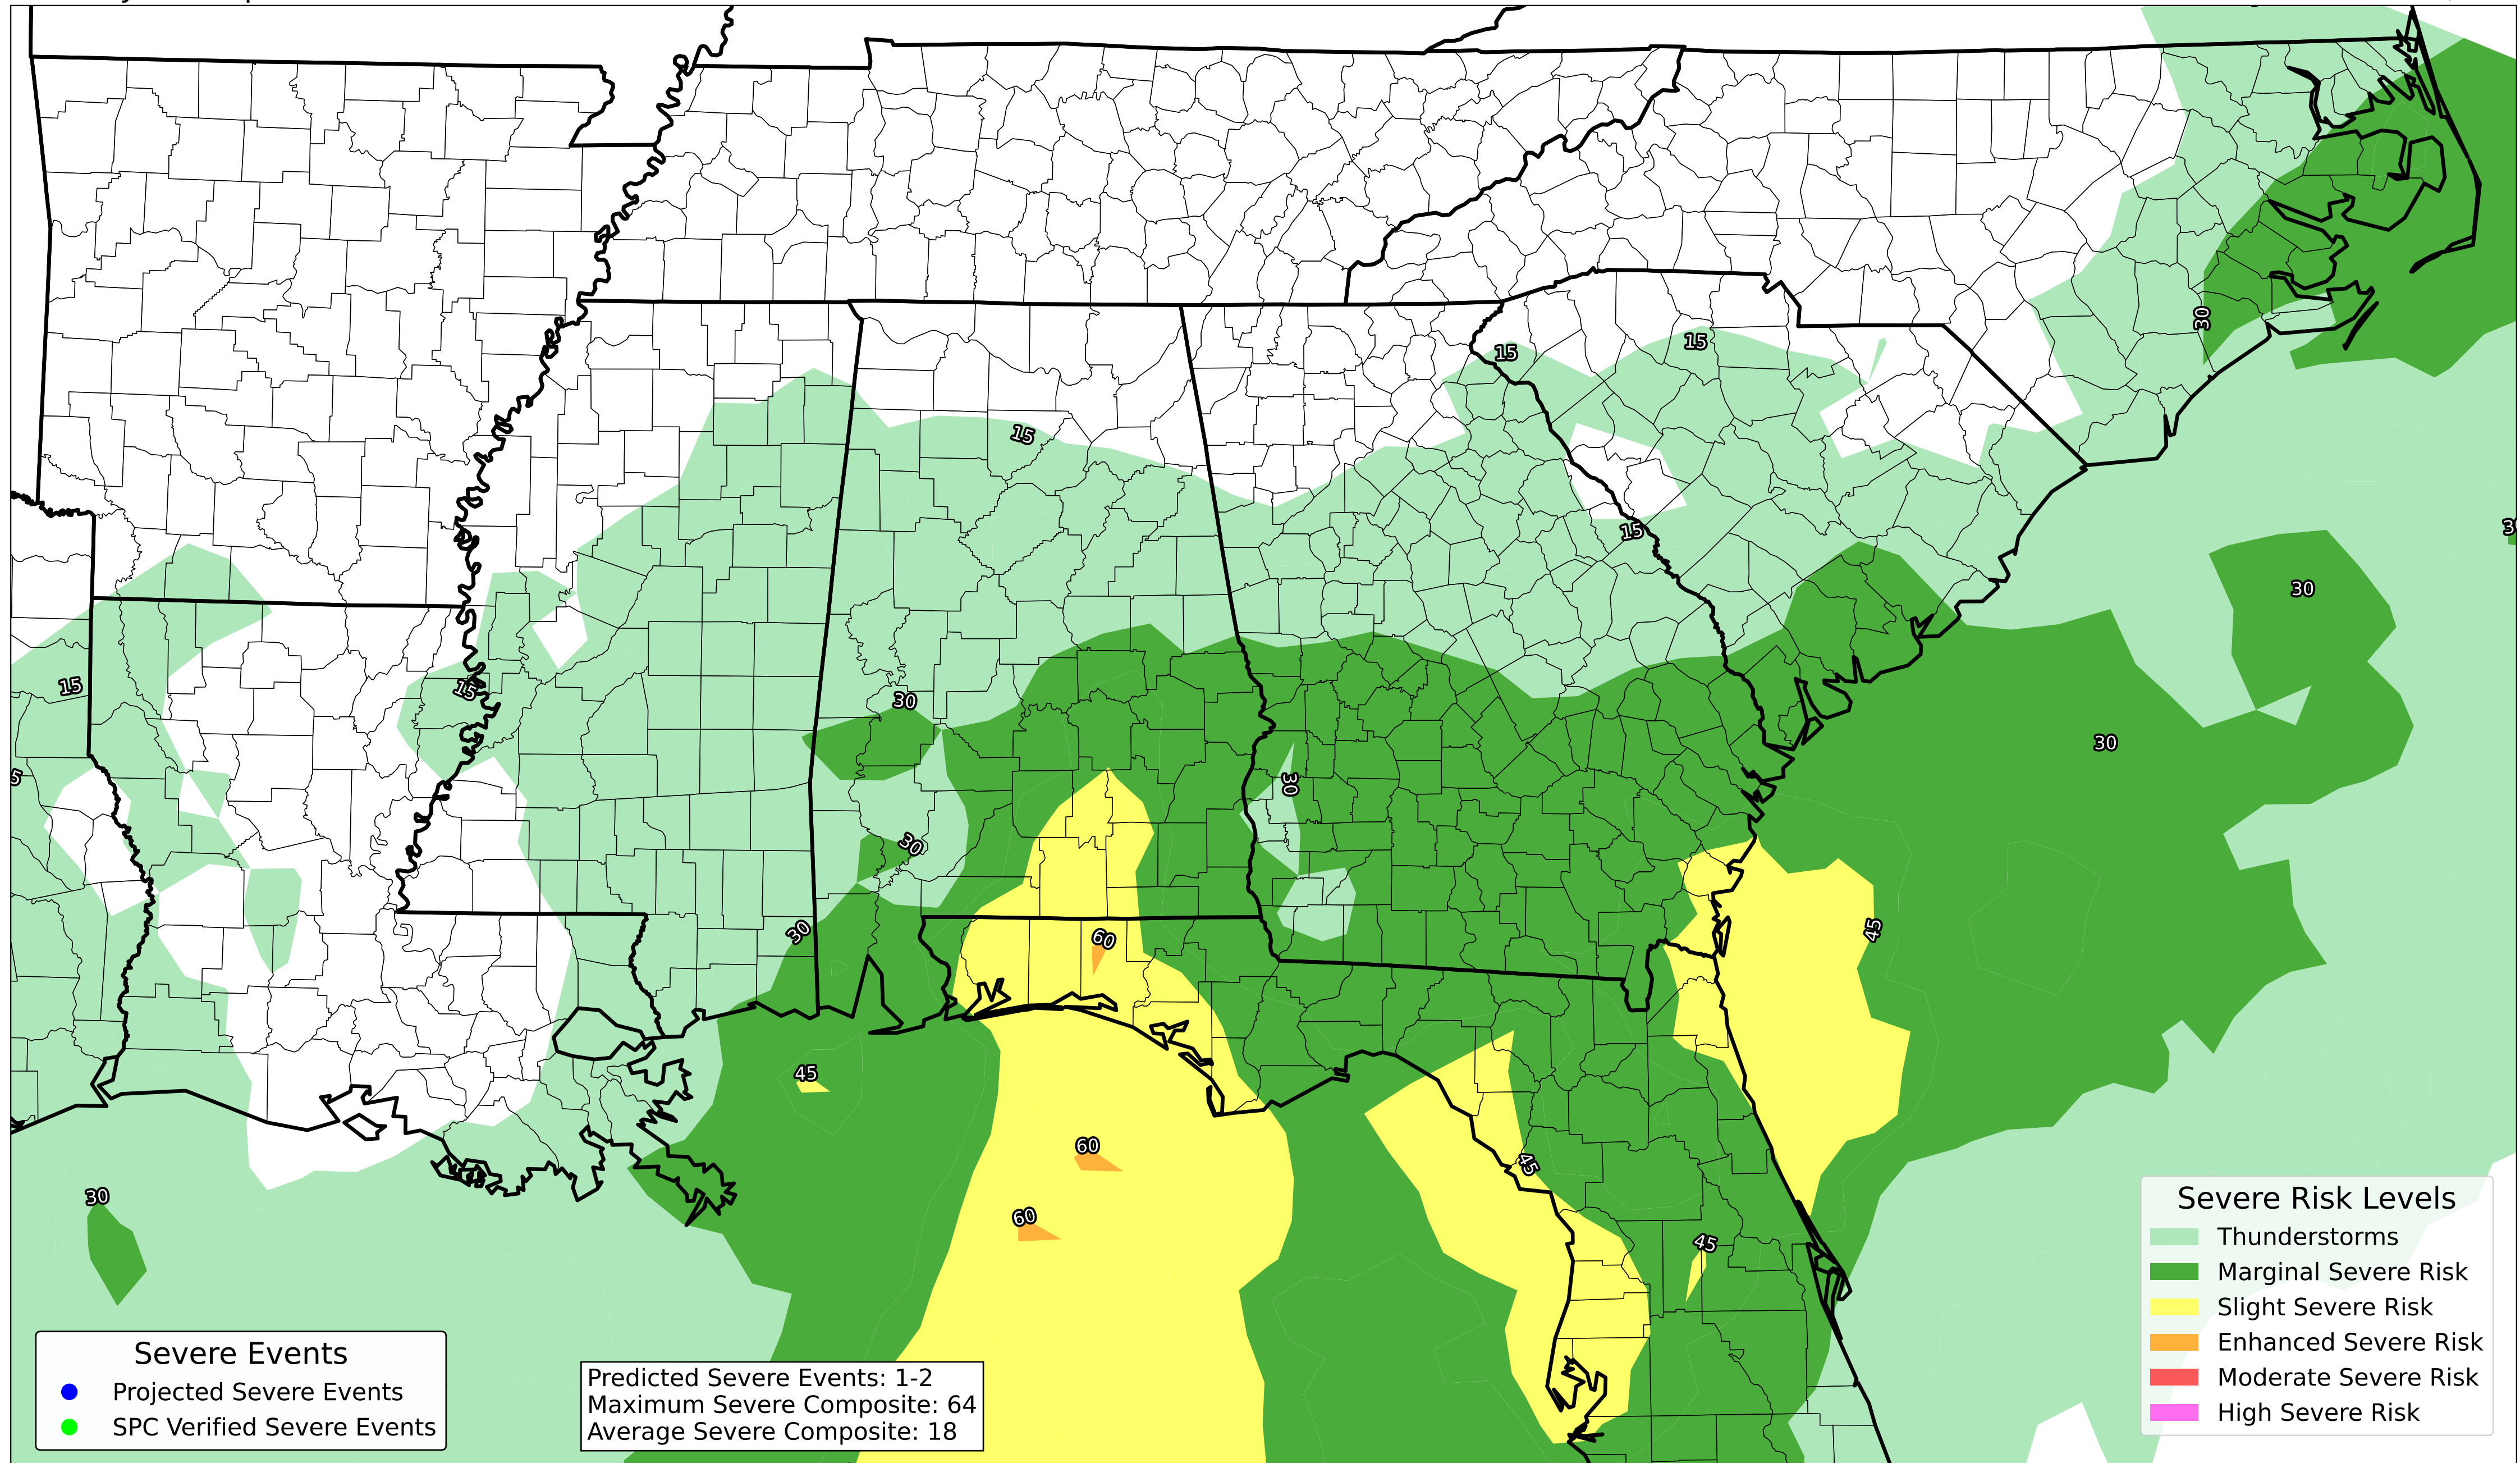 30
15
15
15
15
30
15
15
30
30
30
30
30
45
30
60
45
60
45
30
60
45
Severe Risk Levels
Thunderstorms
Marginal Severe Risk
Slight Severe Risk
Enhanced Severe Risk
Moderate Severe Risk
High Severe Risk
Severe Events
Projected Severe Events
SPC Verified Severe Events
Predicted Severe Events: 1-2
Maximum Severe Composite: 64
Average Severe Composite: 18